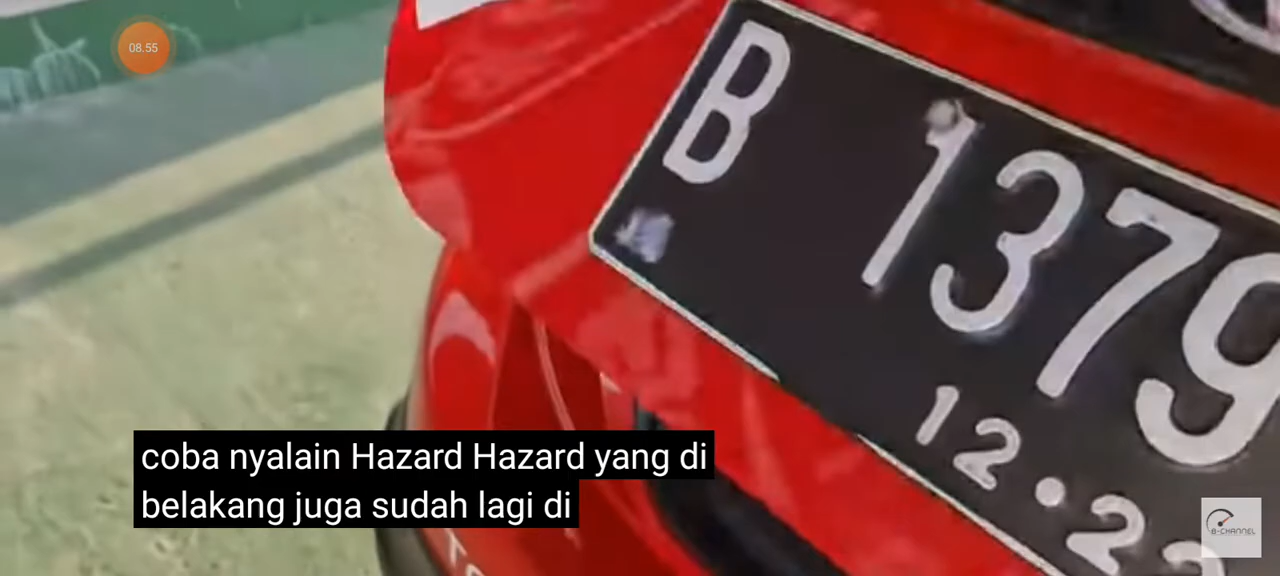 08.55
B 1379
12•2
coba nyalain Hazard Hazard yang di
belakang juga sudah lagi di
B-CHANNEL